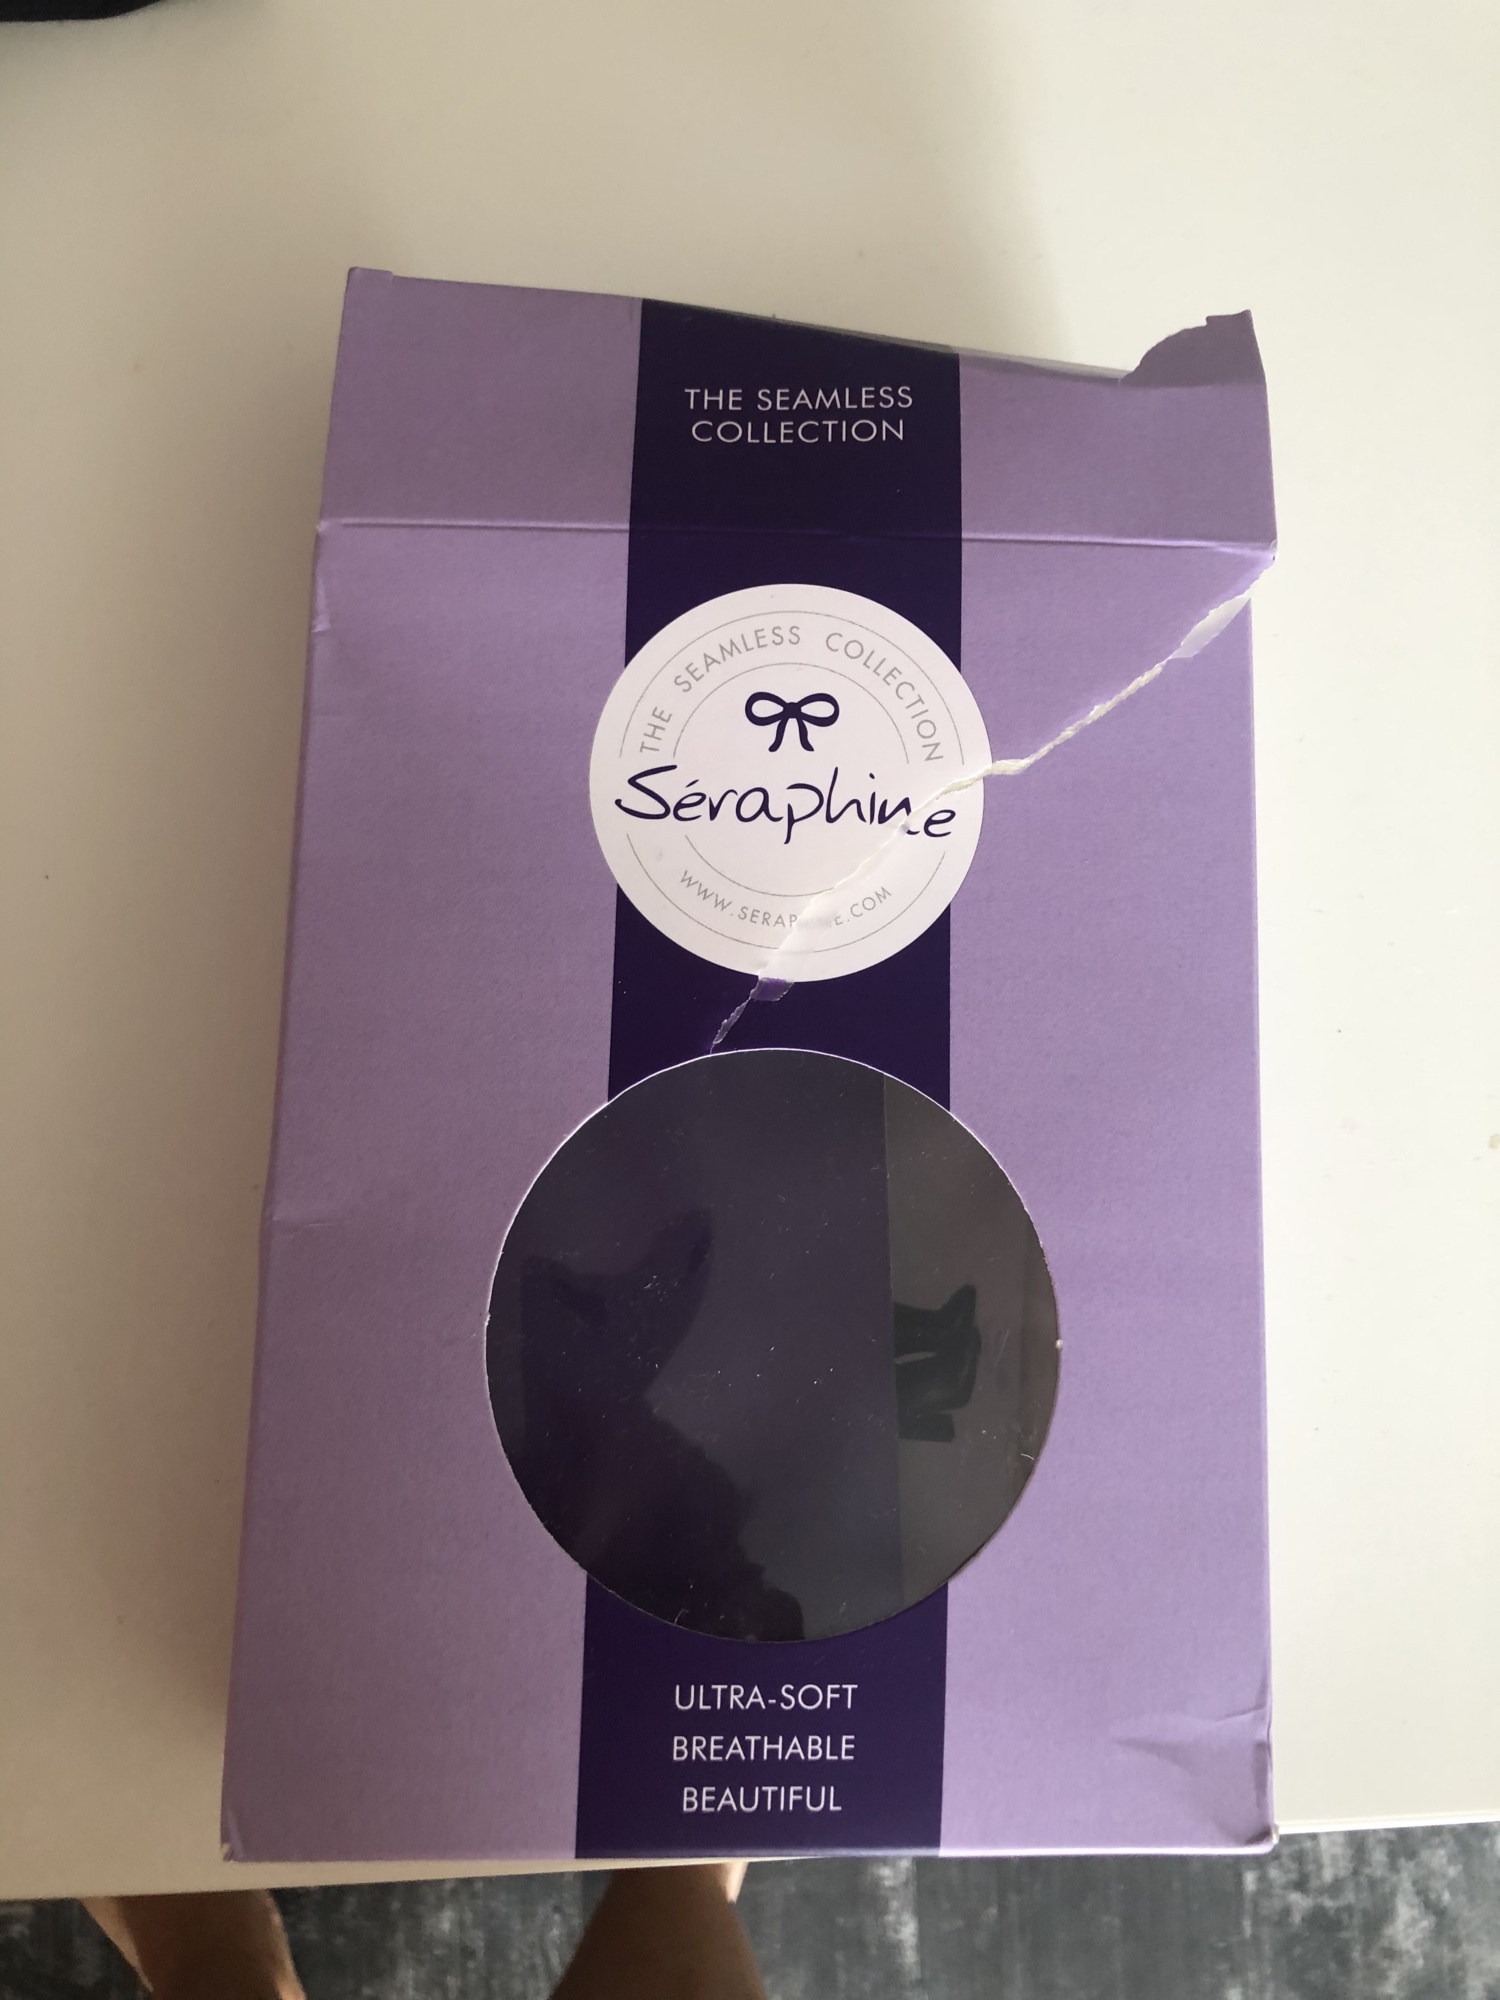 THE SEAMLESS
COLLECTION
THE SEAMLESS COLLECTION
Séraphine
ULTRA-SOFT
BREATHABLE
BEAUTIFUL